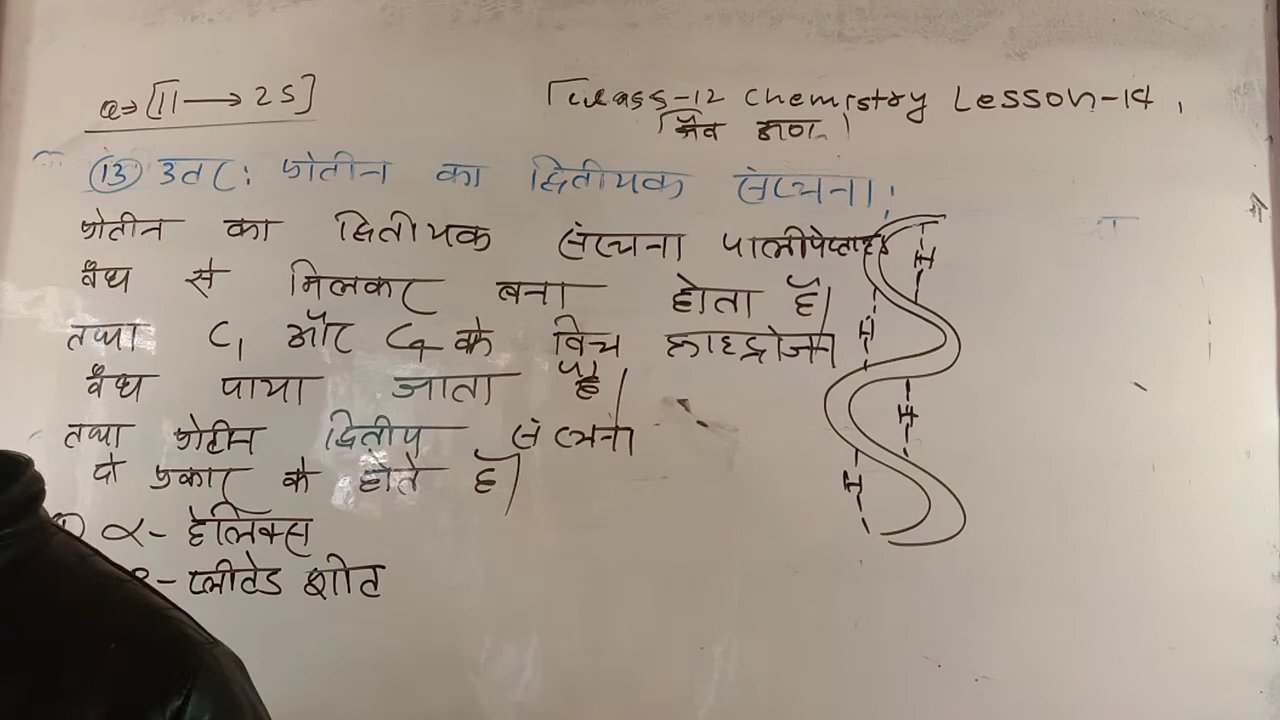 Q⇒ [11 → 25]
Class-12 Chemistry Lesson-14,
जैव अणु
(13) उत्तर: प्रोतीन का द्वितीयक संरचना!
प्रोतीन का द्वितीयक संरचना पालीपेप्टाइड
वंध से मिलकर बना होता है।
तथा C₁ और C₄ के विच हाइड्रोजन
वंध पाया जाता है।
तथा प्रोटीन द्वितीय संरचना
दो प्रकार के होते है।
α- हेलिक्स
- प्लीटेड शीट
H
H
H
H